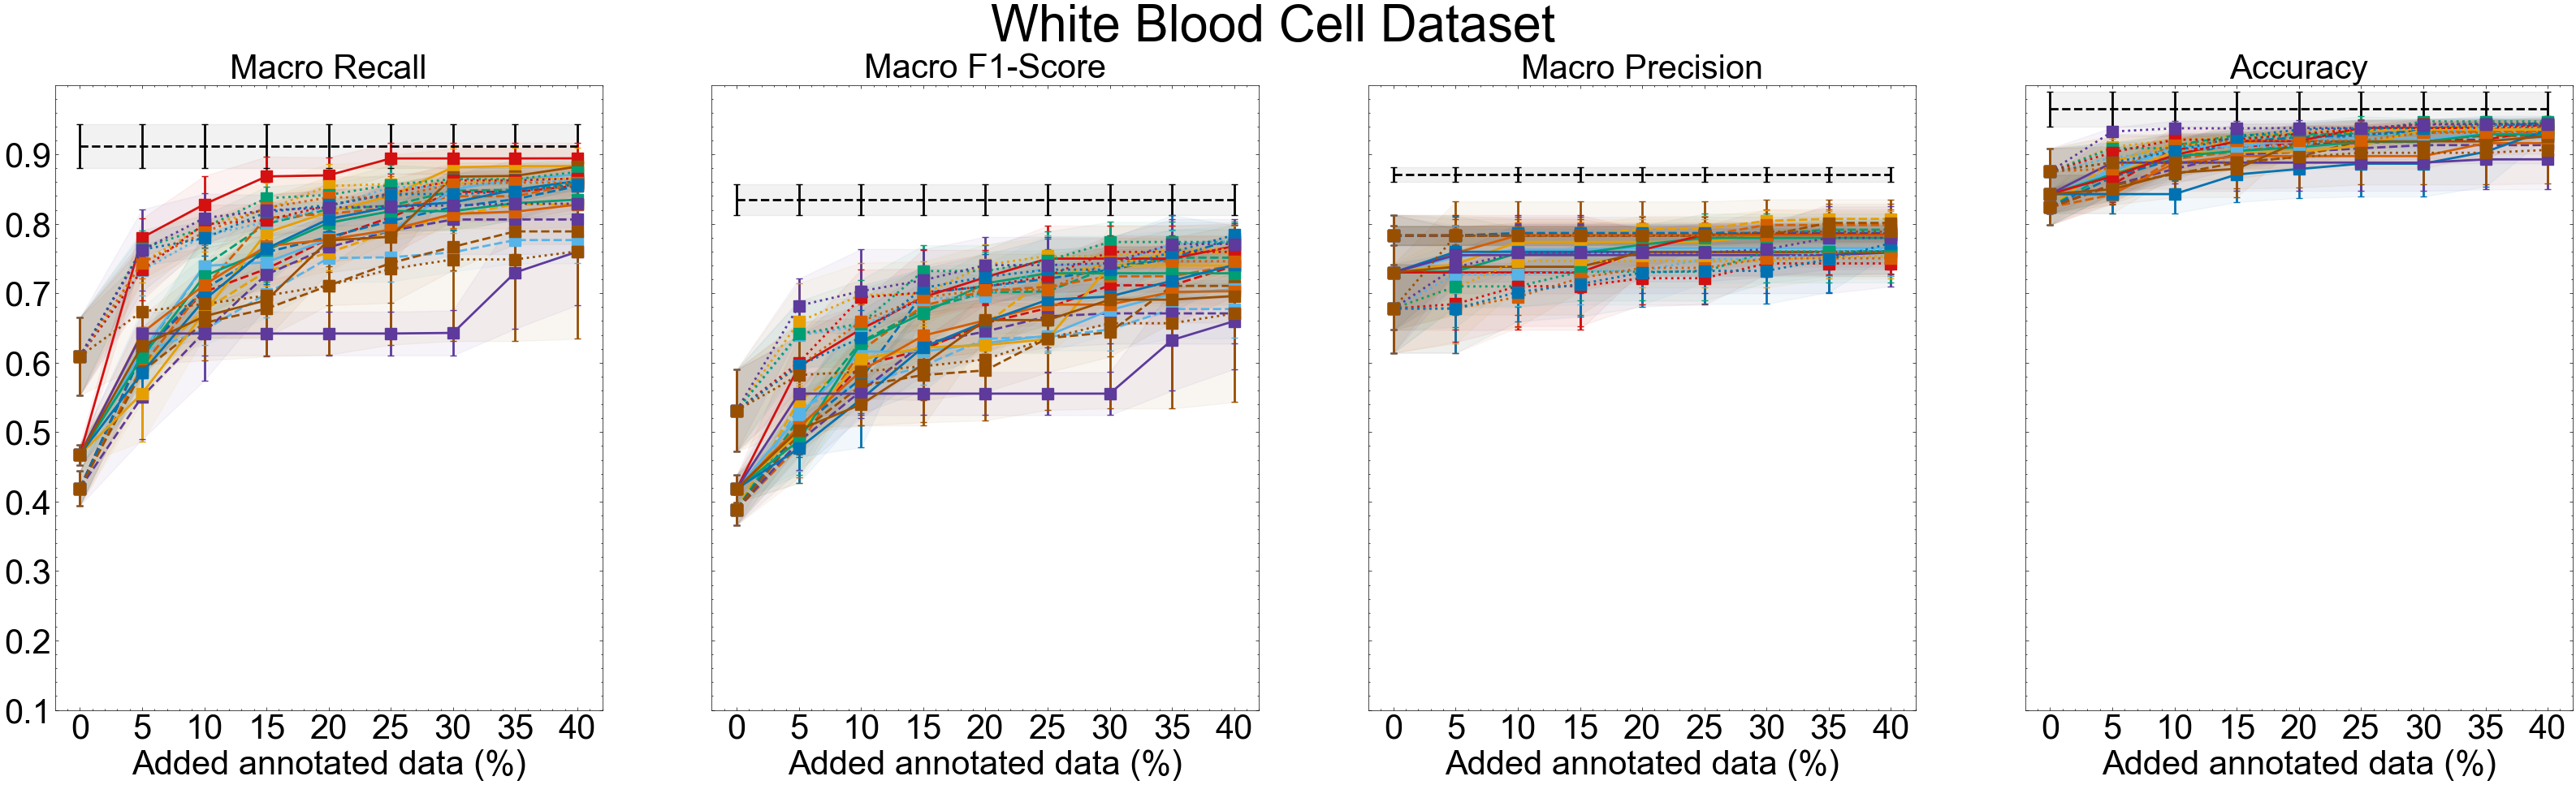 White Blood Cell Dataset
Macro Recall
Macro F1-Score
Macro Precision
Accuracy
0.9
0.8
0.7
0.6
0.5
0.4
0.3
0.2
0.1
0 5 10 15 20 25 30 35 40
0 5 10 15 20 25 30 35 40
0 5 10 15 20 25 30 35 40
0 5 10 15 20 25 30 35 40
Added annotated data (%)
Added annotated data (%)
Added annotated data (%)
Added annotated data (%)